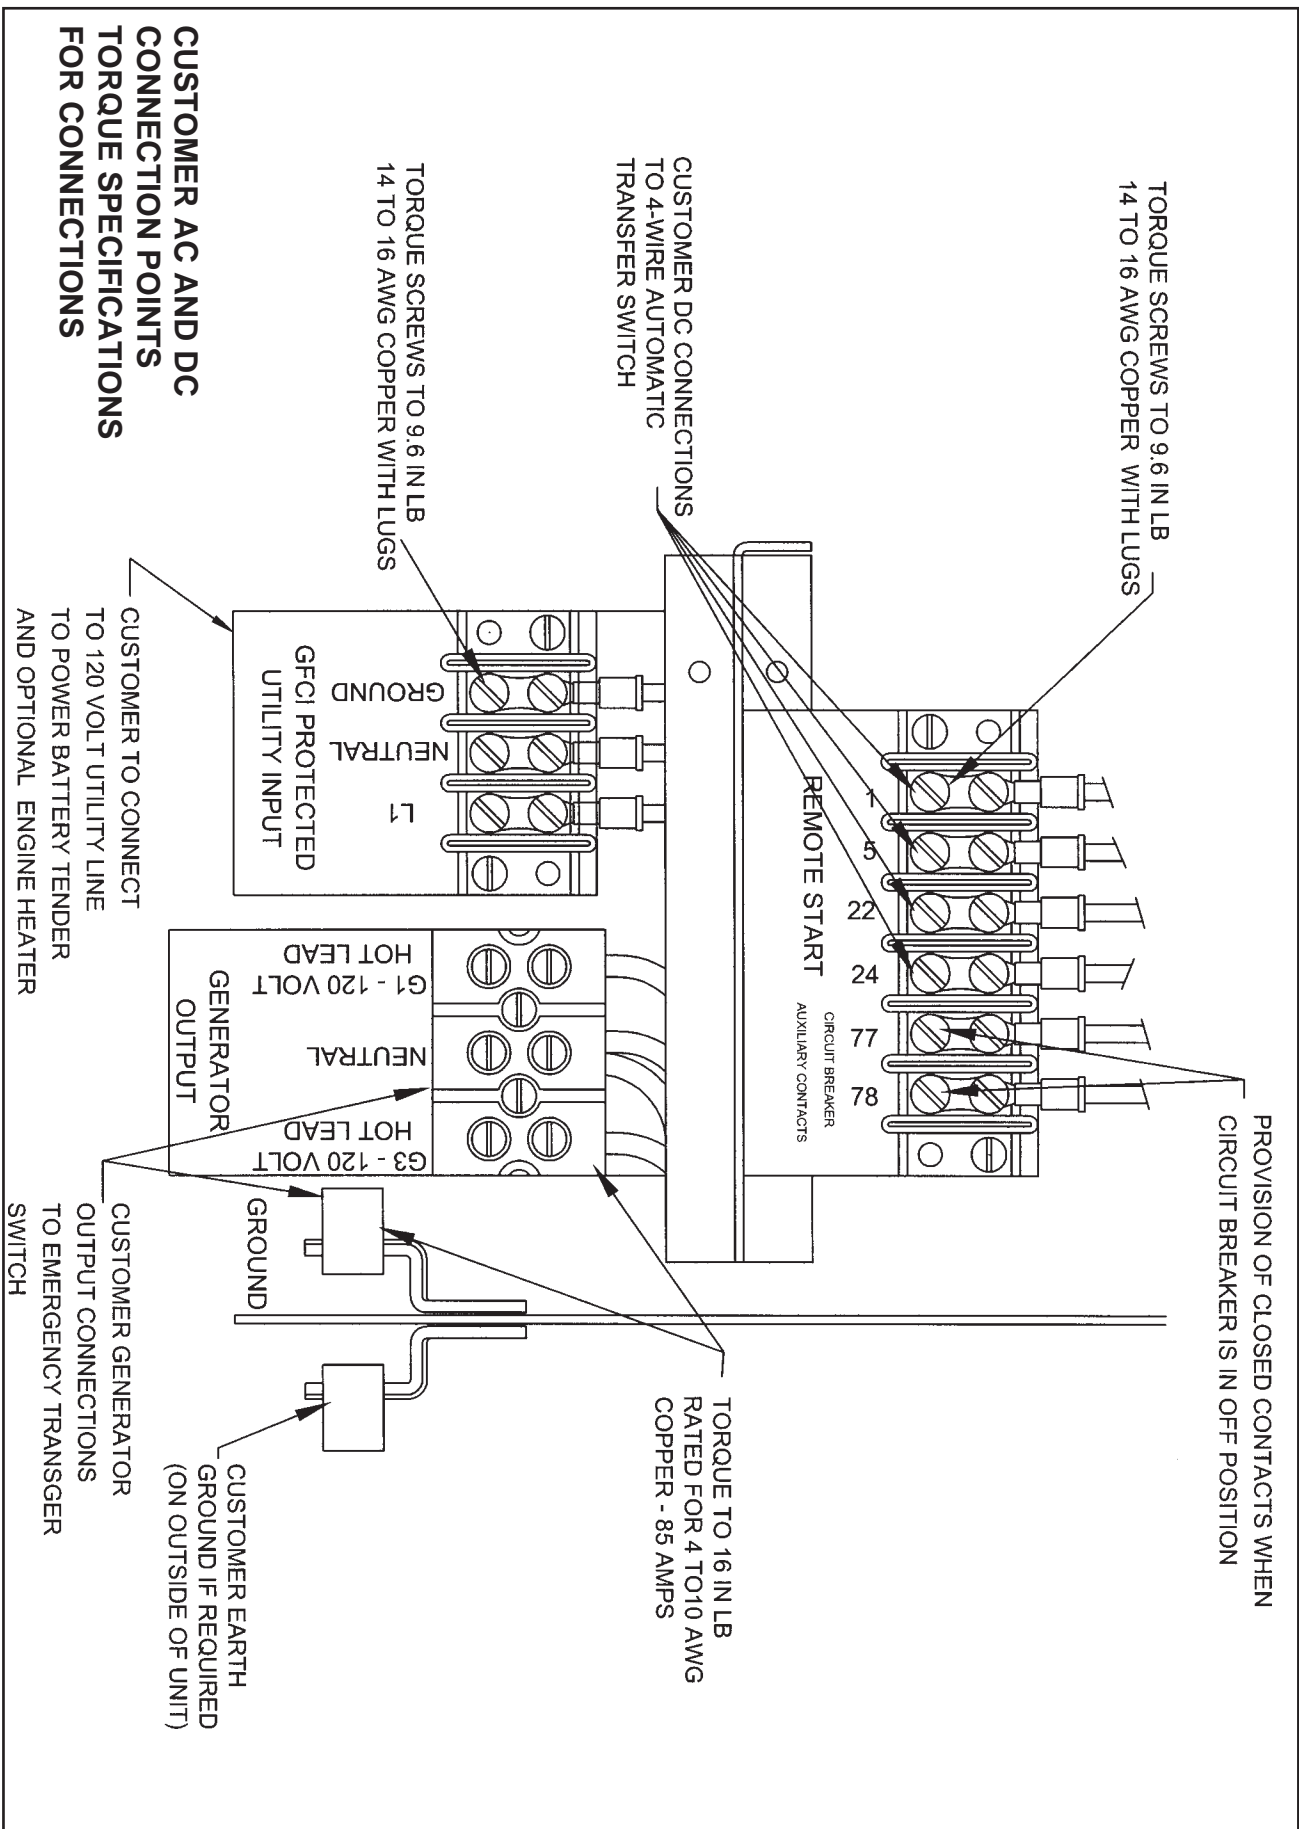 TORQUE SCREWS TO 9.6 IN LB
14 TO 16 AWG COPPER WITH LUGS
PROVISION OF CLOSED CONTACTS WHEN
CIRCUIT BREAKER IS IN OFF POSITION
CUSTOMER DC CONNECTIONS
TO 4-WIRE AUTOMATIC
TRANSFER SWITCH
1
5
22
24
77
78
REMOTE START
CIRCUIT BREAKER
AUXILIARY CONTACTS
TORQUE SCREWS TO 9.6 IN LB
14 TO 16 AWG COPPER WITH LUGS
GROUND
NEUTRAL
L1
GFCI PROTECTED
UTILITY INPUT
G1 - 120 VOLT
HOT LEAD
NEUTRAL
G3 - 120 VOLT
HOT LEAD
GENERATOR
OUTPUT
GROUND
TORQUE TO 16 IN LB
RATED FOR 4 TO10 AWG
COPPER - 85 AMPS
CUSTOMER EARTH
GROUND IF REQUIRED
(ON OUTSIDE OF UNIT)
CUSTOMER TO CONNECT
TO 120 VOLT UTILITY LINE
TO POWER BATTERY TENDER
AND OPTIONAL ENGINE HEATER
CUSTOMER GENERATOR
OUTPUT CONNECTIONS
TO EMERGENCY TRANSGER
SWITCH
CUSTOMER AC AND DC
CONNECTION POINTS
TORQUE SPECIFICATIONS
FOR CONNECTIONS